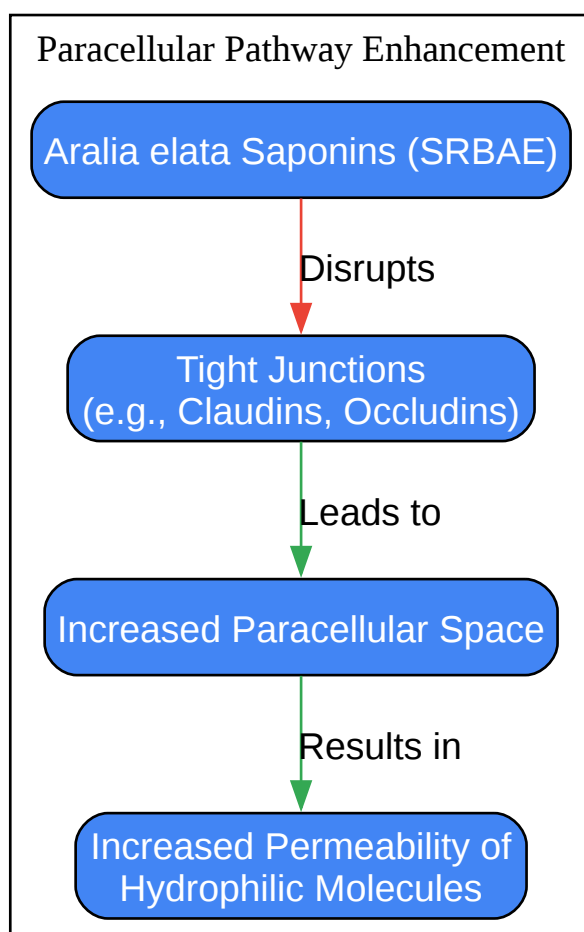 Paracellular Pathway Enhancement
Aralia elata Saponins (SRBAE)
Disrupts
Tight Junctions
(e.g., Claudins, Occludins)
Leads to
Increased Paracellular Space
Results in
Increased Permeability of
Hydrophilic Molecules